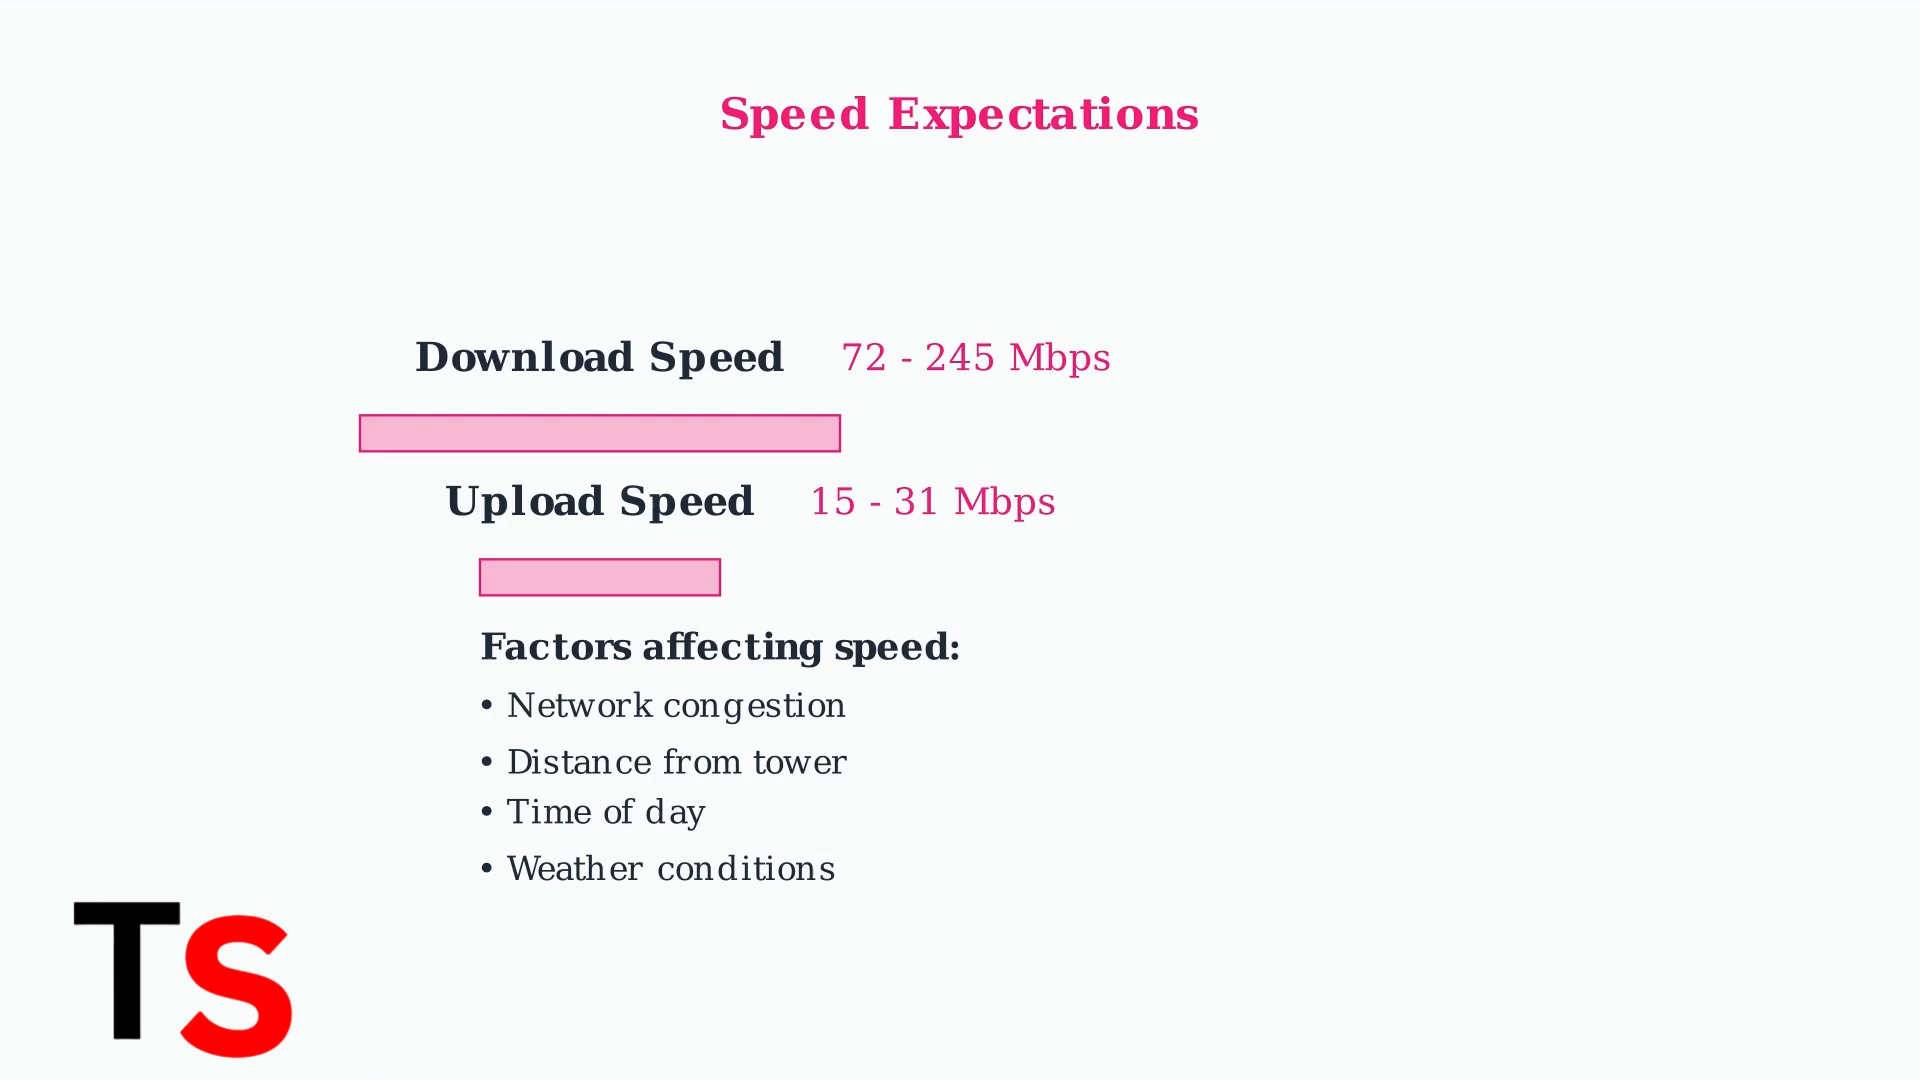 Speed Expectations
Download Speed 72 - 245 Mbps
Upload Speed 15 - 31 Mbps
Factors affecting speed:
• Network congestion
• Distance from tower
• Time of day
• Weather conditions
TS